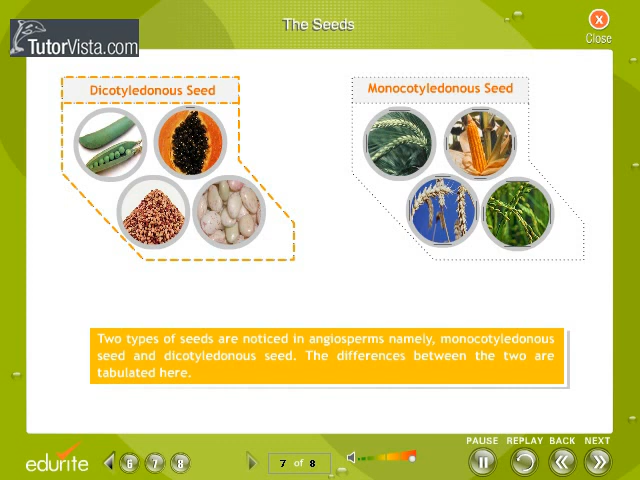 The Seeds
TutorVista.com
X
Close
Dicotyledonous Seed
Monocotyledonous Seed
Two types of seeds are noticed in angiosperms namely, monocotyledonous
seed and dicotyledonous seed. The differences between the two are
tabulated here.
PAUSE REPLAY BACK NEXT
edurite
6 7 8
7 of 8